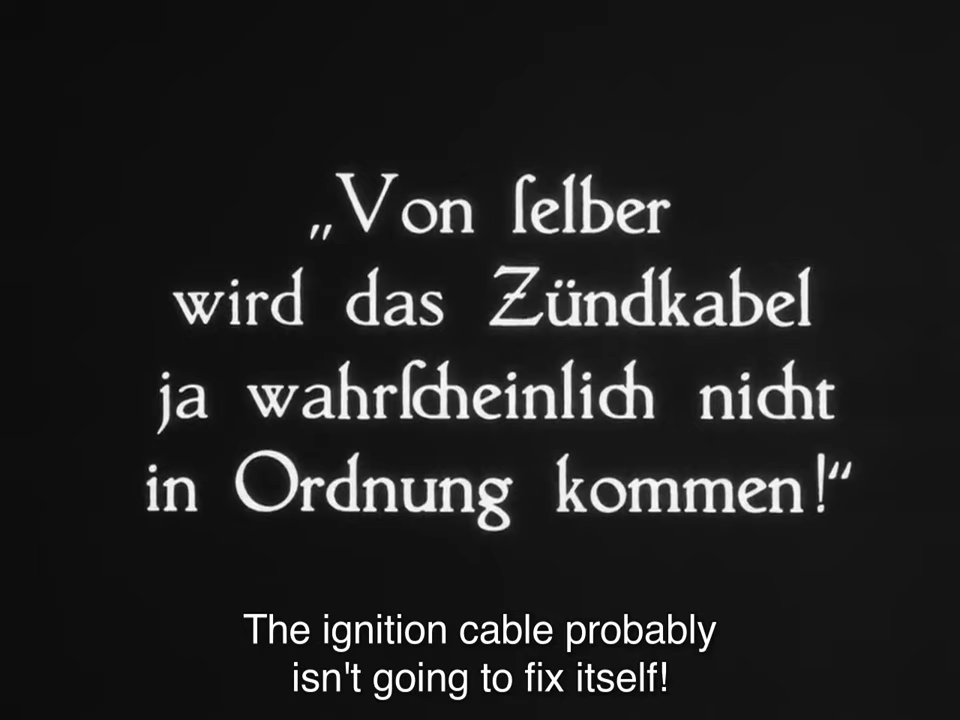 „Von ſelber
wird das Zündkabel
ja wahrſcheinlich nicht
in Ordnung kommen!“
The ignition cable probably
isn't going to fix itself!